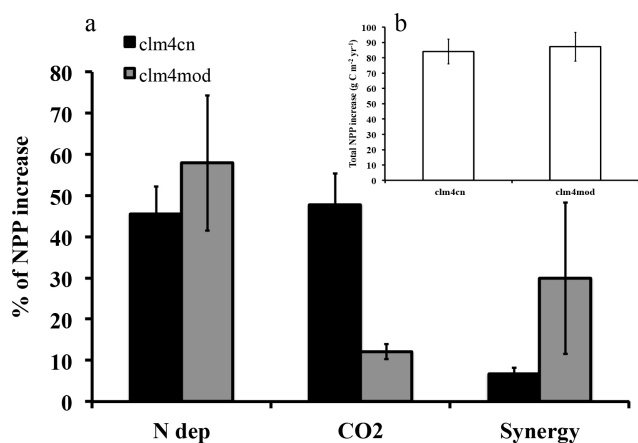 a
clm4cn
clm4mod
% of NPP increase
80
70
60
50
40
30
20
10
0
N dep
CO2
Synergy
b
Total NPP increase (g C m⁻² yr⁻¹)
100
90
80
70
60
50
40
30
20
10
0
clm4cn
clm4mod